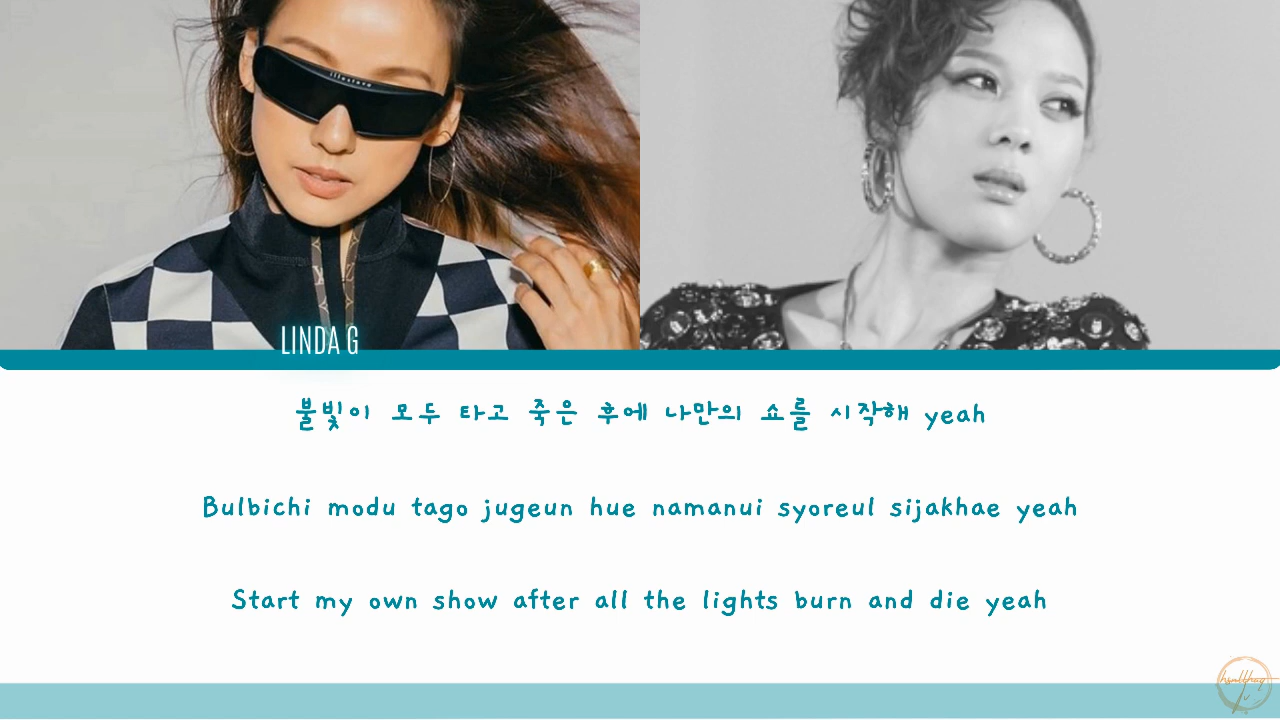 LINDA G
불빛이 모두 타고 죽은 후에 나만의 쇼를 시작해 yeah
Bulbichi modu tago jugeun hue namanui syoreul sijakhae yeah
Start my own show after all the lights burn and die yeah